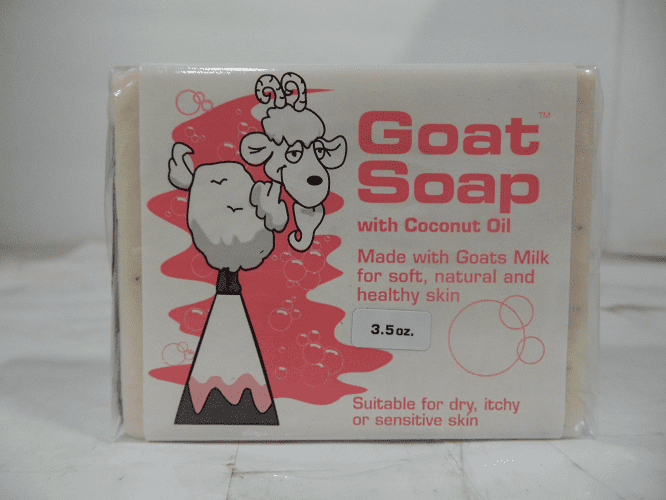 Goat™
Soap
with Coconut Oil
Made with Goats Milk
for soft, natural and
healthy skin
3.5 oz.
Suitable for dry, itchy
or sensitive skin